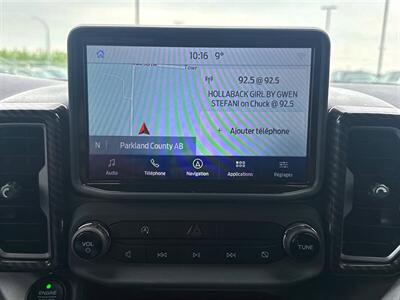 10:16 9°
Tower
92.5 @ 92.5
HOLLABACK GIRL BY GWEN
STEFANI on Chuck @ 92.5
+ Ajouter téléphone
N Parkland County AB
Audio Téléphone Navigation Applications Réglages
VOL TUNE